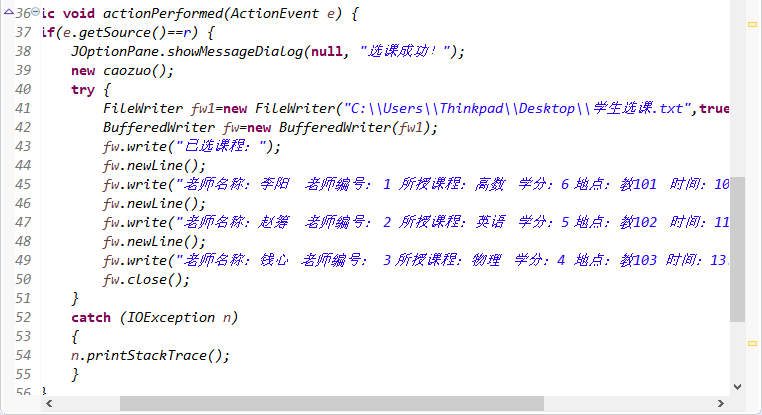 36 ic void actionPerformed(ActionEvent e) {
37 if(e.getSource()==r) {
38 JOptionPane.showMessageDialog(null, "选课成功！");
39 new caozuo();
40 try {
41 FileWriter fw1=new FileWriter("C:\\Users\\Thinkpad\\Desktop\\学生选课.txt",true
42 BufferedWriter fw=new BufferedWriter(fw1);
43 fw.write("已选课程：");
44 fw.newLine();
45 fw.write("老师名称：李阳 老师编号：1 所授课程：高数 学分：6 地点：教101 时间：10
46 fw.newLine();
47 fw.write("老师名称：赵箬 老师编号：2 所授课程：英语 学分：5 地点：教102 时间：11
48 fw.newLine();
49 fw.write("老师名称：钱心 老师编号： 3 所授课程：物理 学分：4 地点：教103 时间：13
50 fw.close();
51 }
52 catch (IOException n)
53 {
54 n.printStackTrace();
55 }
56 }